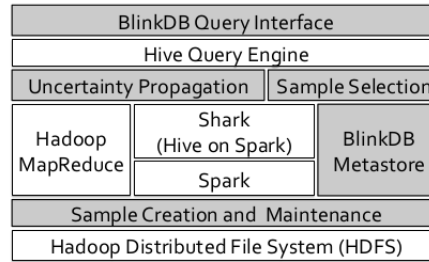 BlinkDB Query Interface
Hive Query Engine
Uncertainty Propagation
Sample Selection
Hadoop
MapReduce
Shark
(Hive on Spark)
Spark
BlinkDB
Metastore
Sample Creation and Maintenance
Hadoop Distributed File System (HDFS)